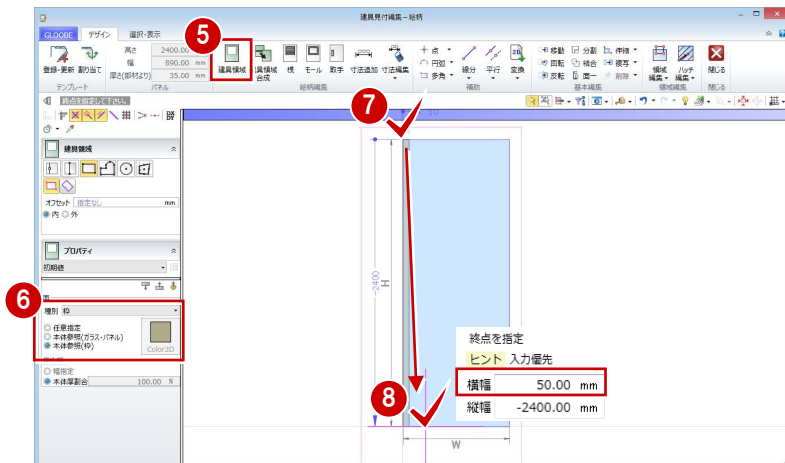 建具見付編集－絵柄
5
GLOOBE デザイン 選択・表示
登録・更新 割り当て
高さ 2400.00 mm
幅 890.00 mm
厚さ(部材より) 35.00 mm
建具領域 建具領域合成 桟 モール 取手 寸法追加 寸法編集
点 円弧 多角 線分 平行 変換
移動 分割 伸縮
回転 結合 複写
反転 面一 削除
領域編集 ハッチ編集 閉じる
テンプレート パネル 絵柄編集 補助 基本編集 領域編集 閉じる
終点を指定して下さい。
7
50
建具領域
オフセット 指定なし mm
内 外
プロパティ
初期値
6
種別 枠
任意指定
本体参照(ガラス・パネル)
本体参照(枠)
Color3D
幅指定
本体厚割合 100.00 %
-2400
H
終点を指定
ヒント 入力優先
横幅 50.00 mm
縦幅 -2400.00 mm
8
W